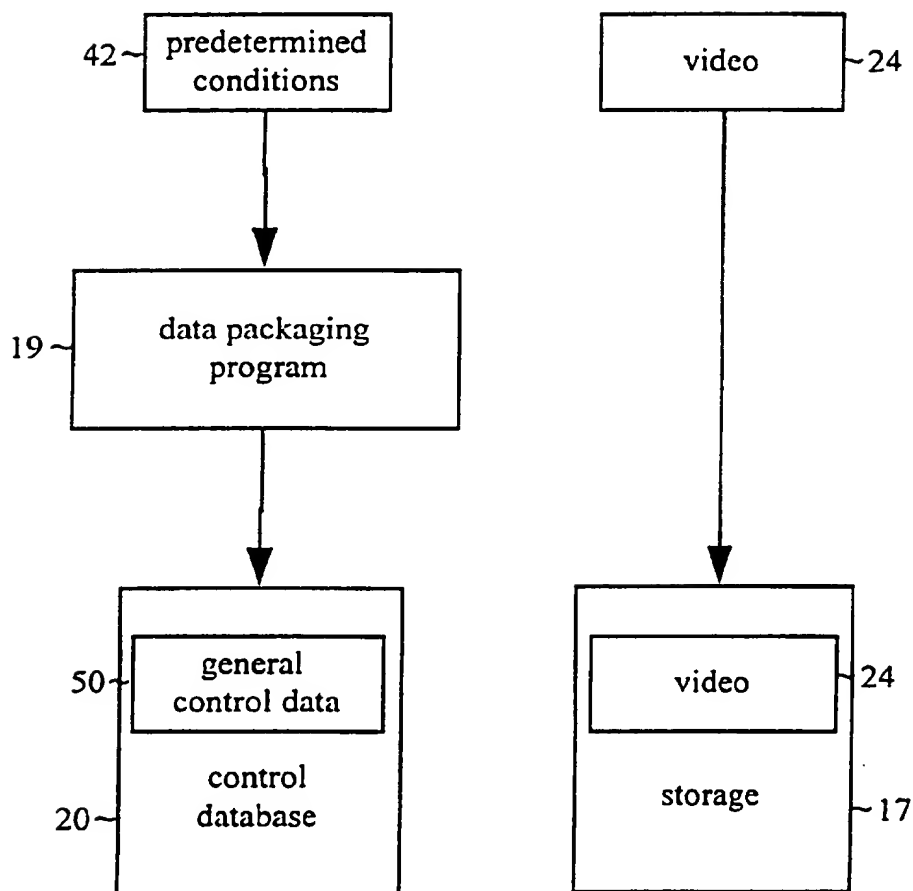 42
predetermined
conditions
video
24
19
data packaging
program
50
general
control data
control
database
20
video
24
storage
17